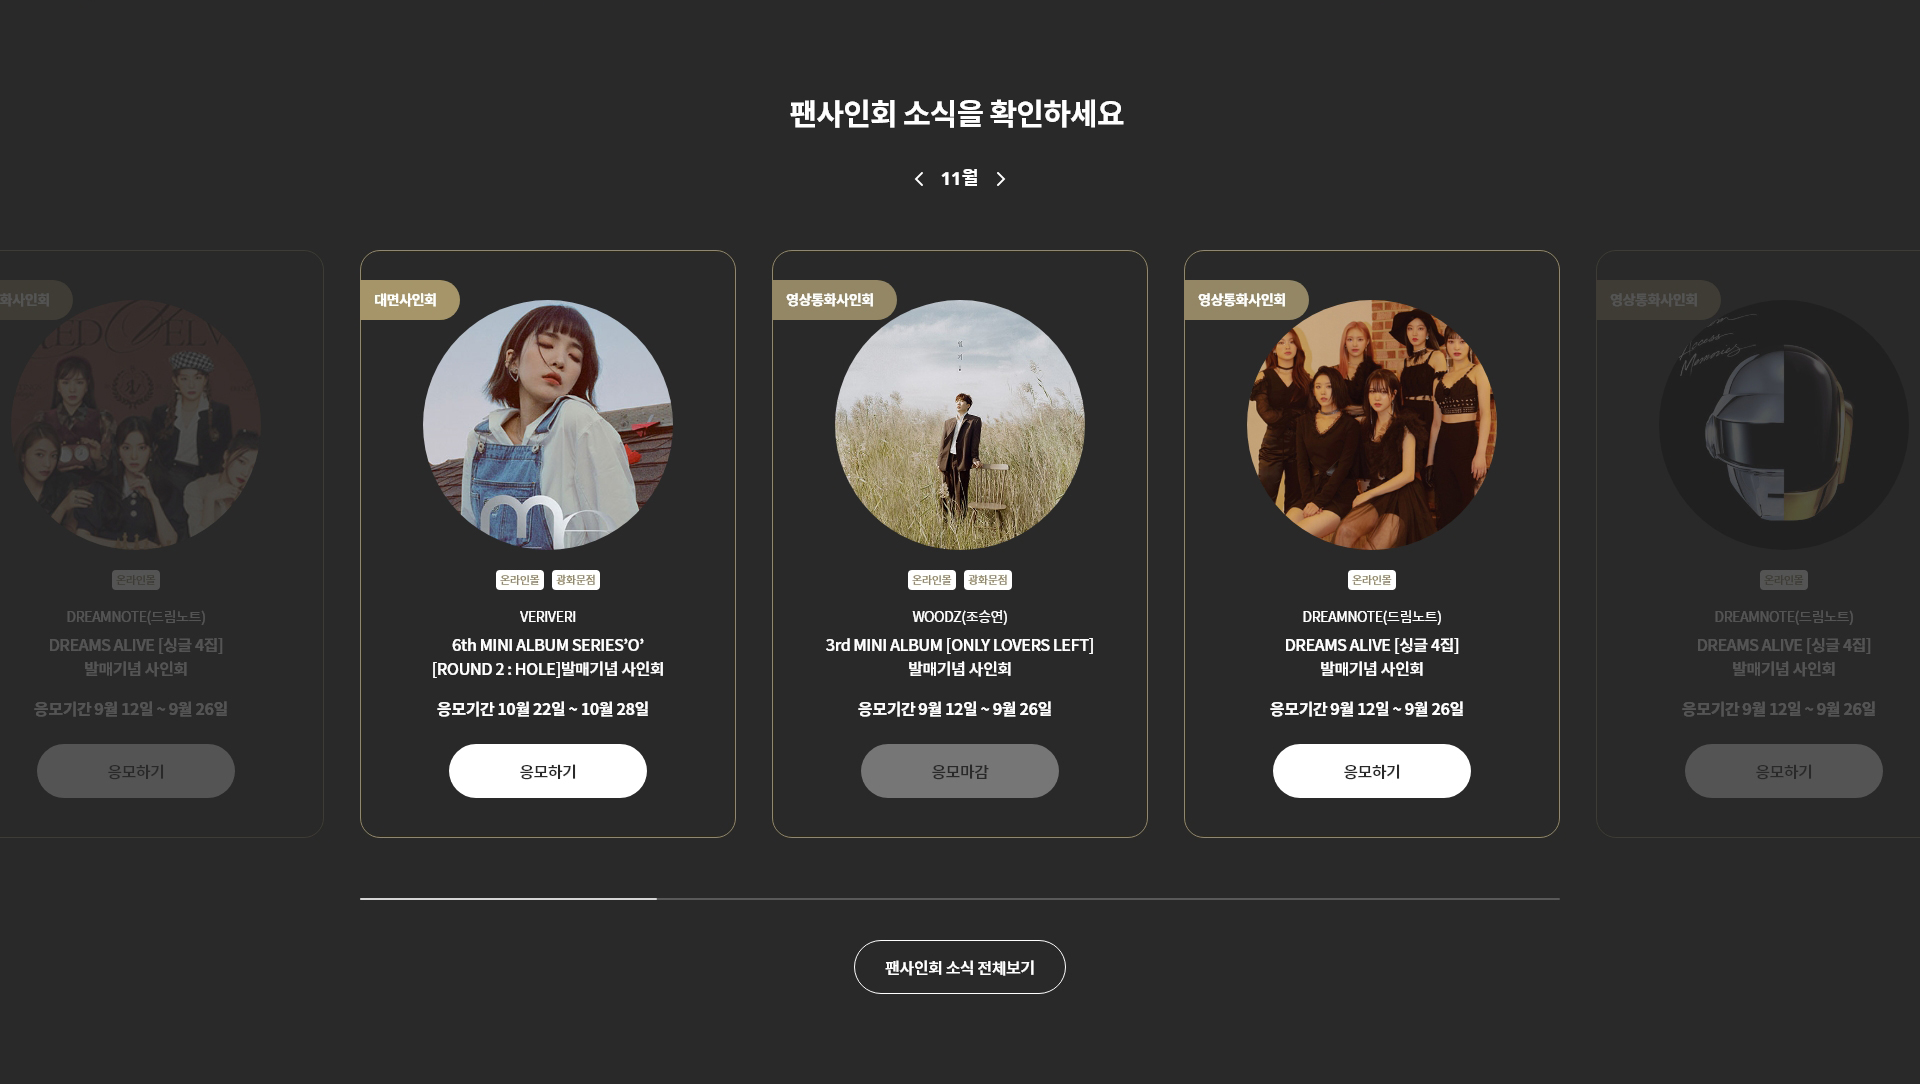 팬사인회 소식을 확인하세요
11월
화사인회
온라인몰
DREAMNOTE(드림노트)
DREAMS ALIVE [싱글 4집]
발매기념 사인회
응모기간 9월 12일 ~ 9월 26일
응모하기
대면사인회
온라인몰 광화문점
VERIVERI
6th MINI ALBUM SERIES’O’
[ROUND 2 : HOLE]발매기념 사인회
응모기간 10월 22일 ~ 10월 28일
응모하기
영상통화사인회
온라인몰 광화문점
WOODZ(조승연)
3rd MINI ALBUM [ONLY LOVERS LEFT]
발매기념 사인회
응모기간 9월 12일 ~ 9월 26일
응모마감
영상통화사인회
온라인몰
DREAMNOTE(드림노트)
DREAMS ALIVE [싱글 4집]
발매기념 사인회
응모기간 9월 12일 ~ 9월 26일
응모하기
영상통화사인회
온라인몰
DREAMNOTE(드림노트)
DREAMS ALIVE [싱글 4집]
발매기념 사인회
응모기간 9월 12일 ~ 9월 26일
응모하기
팬사인회 소식 전체보기